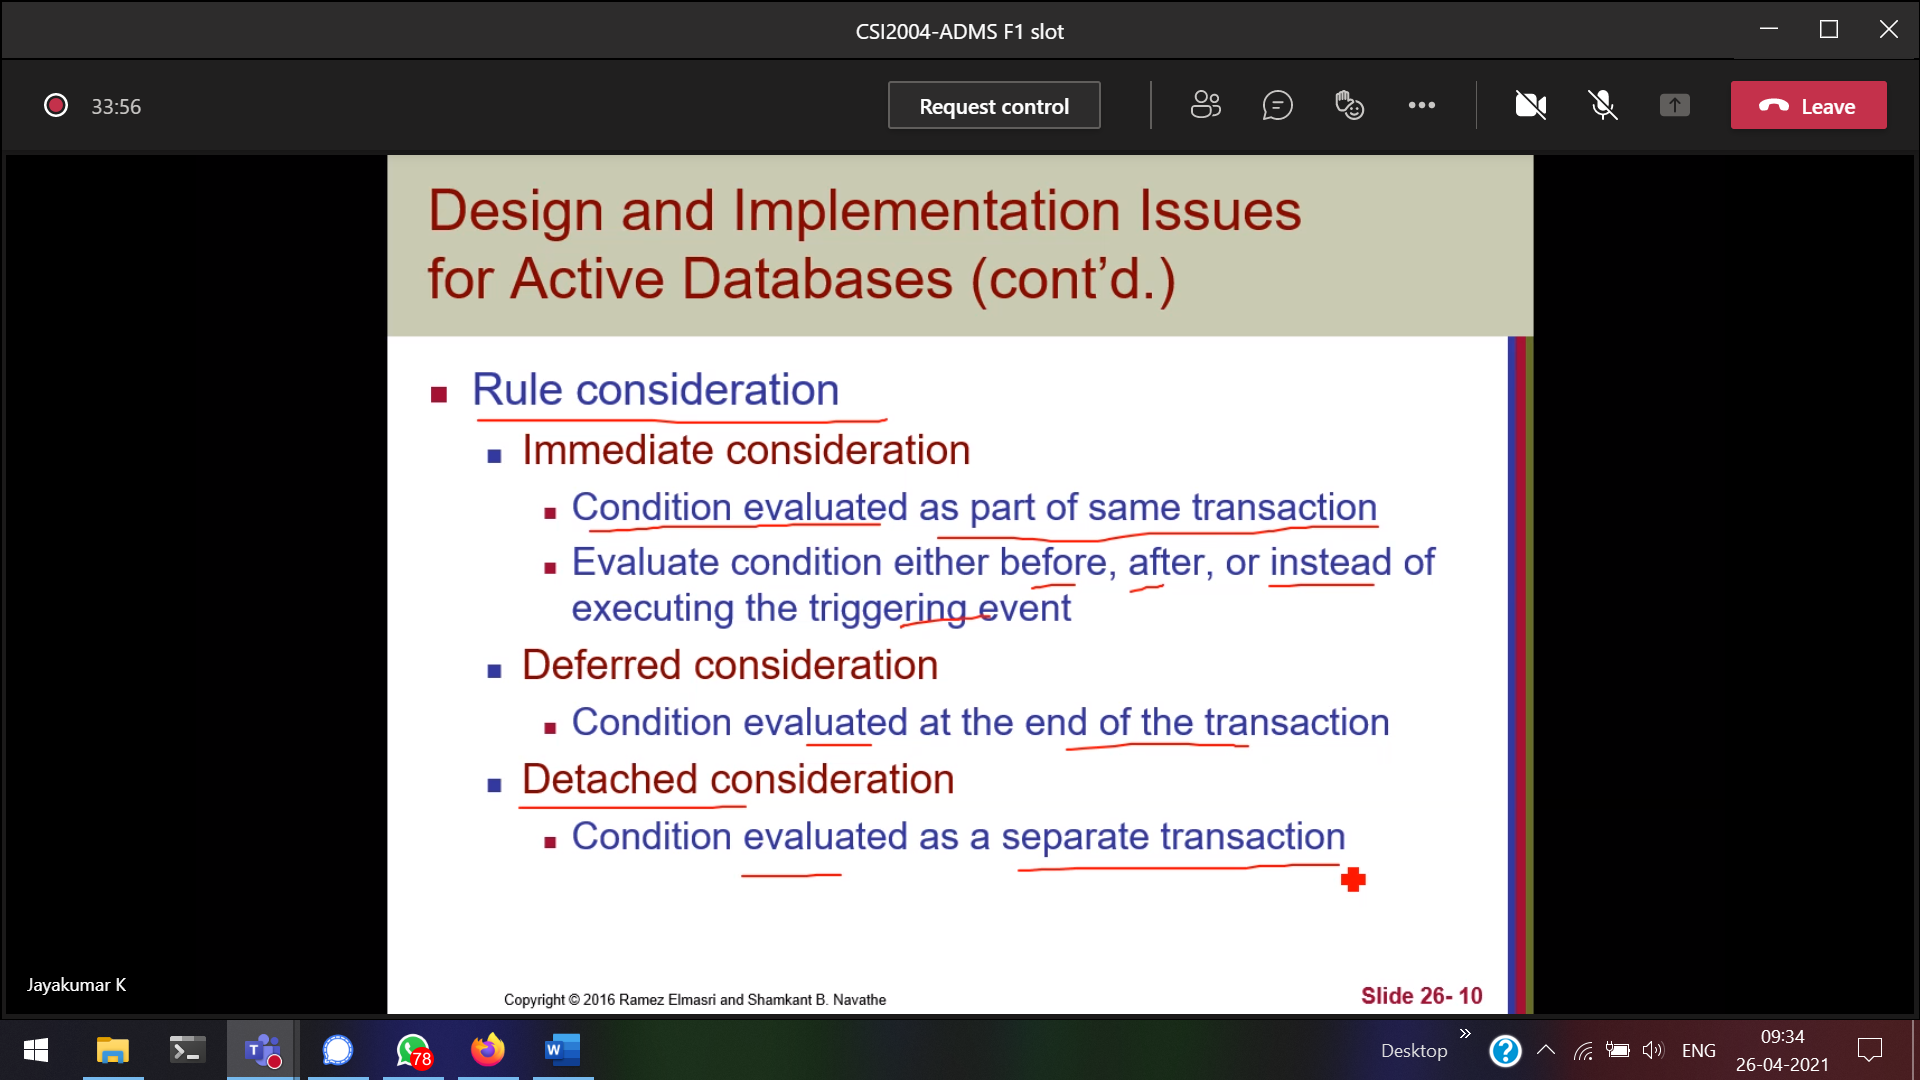 CSI2004-ADMS F1 slot
33:56
Request control
Leave
Design and Implementation Issues
for Active Databases (cont’d.)
Rule consideration
Immediate consideration
Condition evaluated as part of same transaction
Evaluate condition either before, after, or instead of
executing the triggering event
Deferred consideration
Condition evaluated at the end of the transaction
Detached consideration
Condition evaluated as a separate transaction
Jayakumar K
Copyright © 2016 Ramez Elmasri and Shamkant B. Navathe
Slide 26- 10
T
78
W
Desktop
»
?
ENG
09:34
26-04-2021